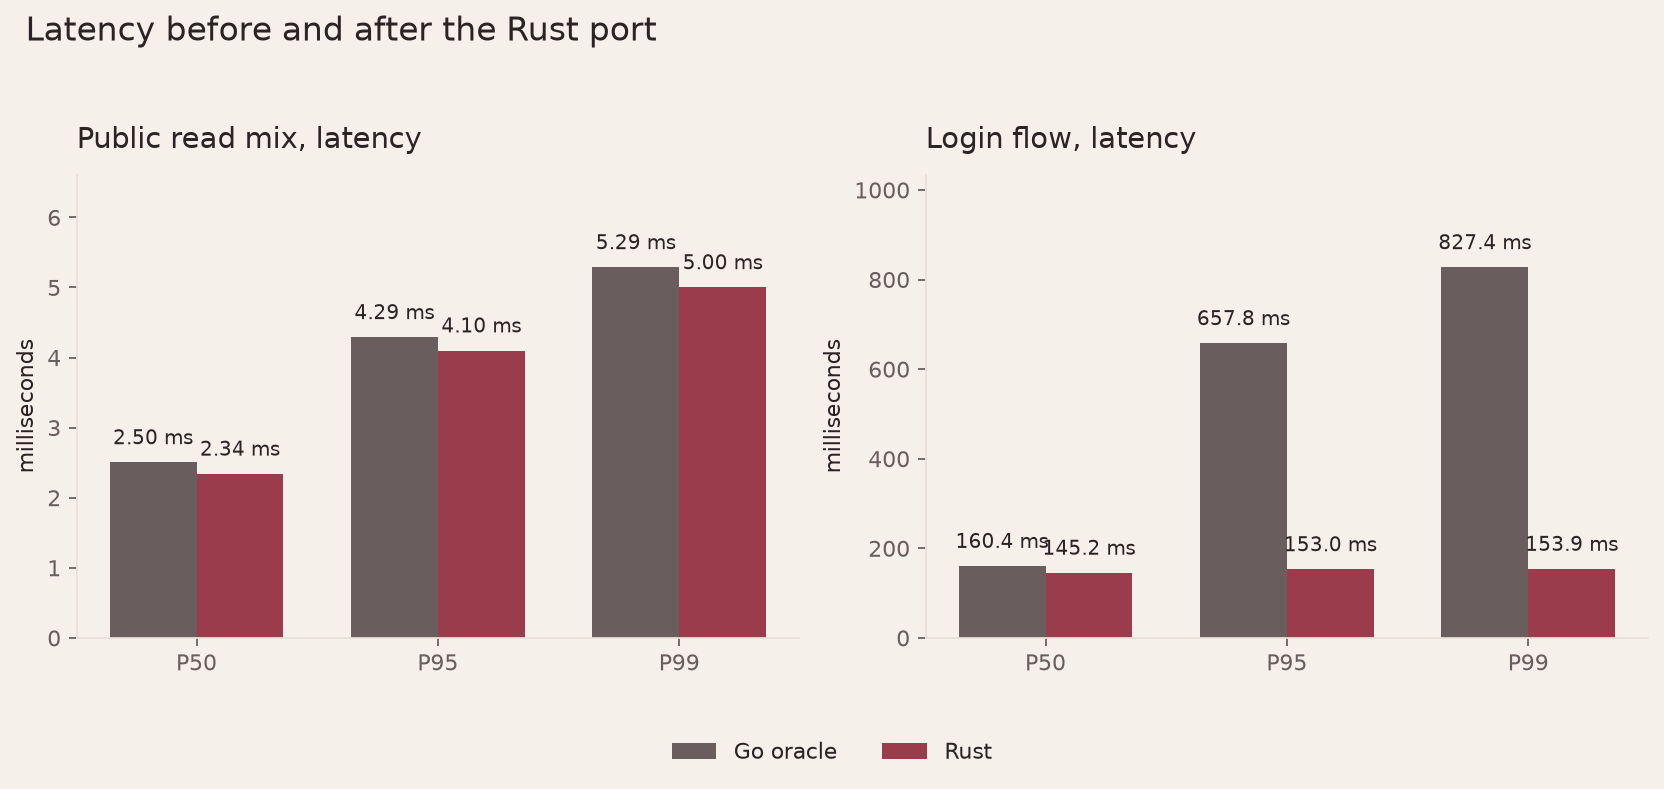 Latency before and after the Rust port
Public read mix, latency
milliseconds
6
5
4
3
2
1
0
2.50 ms
2.34 ms
4.29 ms
4.10 ms
5.29 ms
5.00 ms
P50
P95
P99
Login flow, latency
milliseconds
1000
800
600
400
200
0
160.4 ms
145.2 ms
657.8 ms
153.0 ms
827.4 ms
153.9 ms
P50
P95
P99
Go oracle
Rust